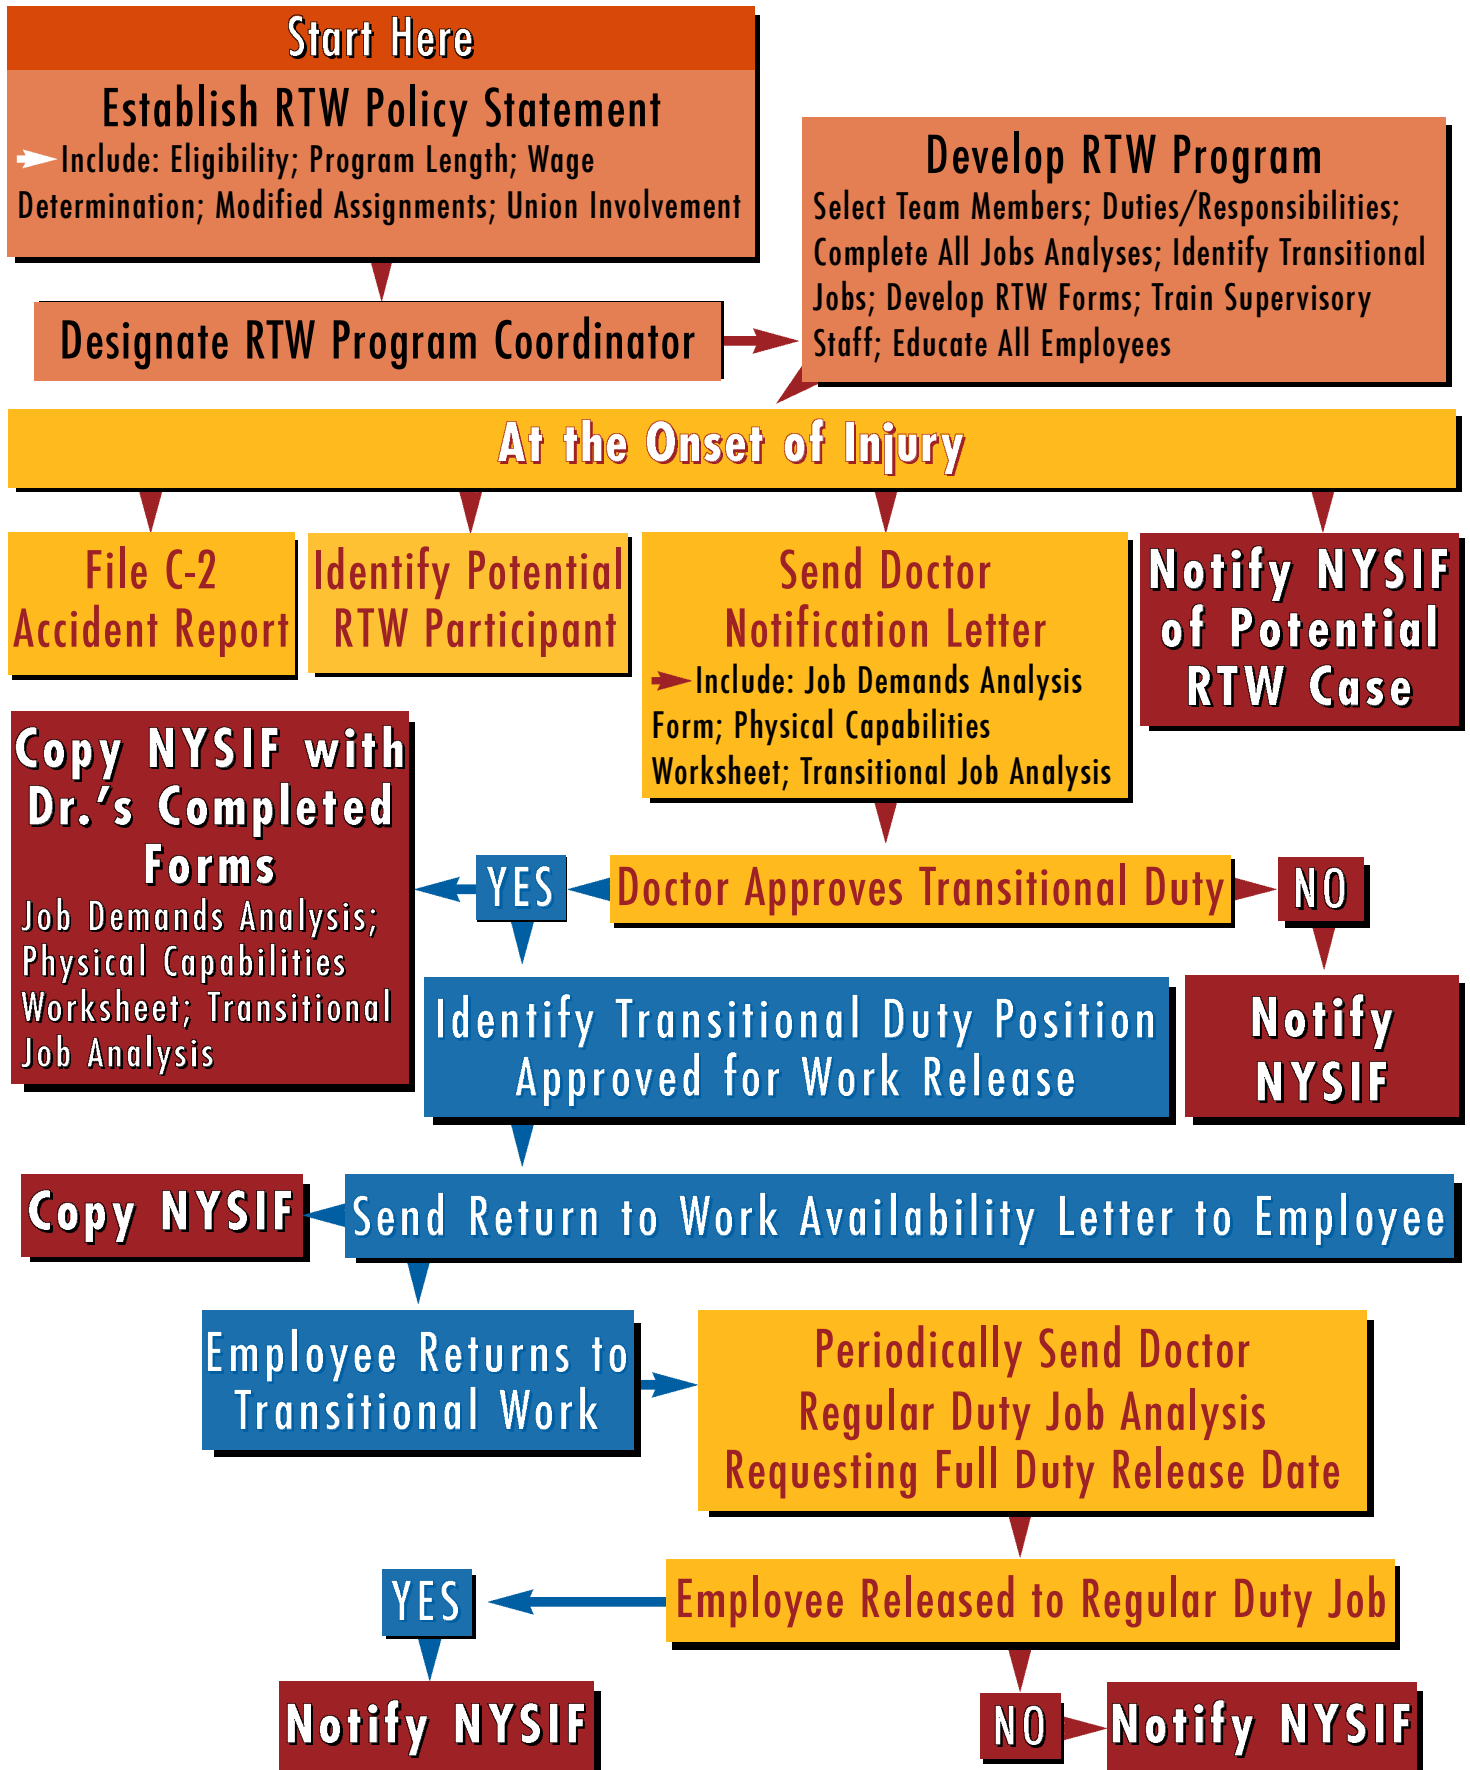 Start Here
Establish RTW Policy Statement
Include: Eligibility; Program Length; Wage
Determination; Modified Assignments; Union Involvement
Designate RTW Program Coordinator
Develop RTW Program
Select Team Members; Duties/Responsibilities;
Complete All Jobs Analyses; Identify Transitional
Jobs; Develop RTW Forms; Train Supervisory
Staff; Educate All Employees
At the Onset of Injury
File C-2
Accident Report
Identify Potential
RTW Participant
Send Doctor
Notification Letter
Include: Job Demands Analysis
Form; Physical Capabilities
Worksheet; Transitional Job Analysis
Notify NYSIF
of Potential
RTW Case
Copy NYSIF with
Dr.'s Completed
Forms
Job Demands Analysis;
Physical Capabilities
Worksheet; Transitional
Job Analysis
YES
Doctor Approves Transitional Duty
NO
Identify Transitional Duty Position
Approved for Work Release
Notify
NYSIF
Copy NYSIF
Send Return to Work Availability Letter to Employee
Employee Returns to
Transitional Work
Periodically Send Doctor
Regular Duty Job Analysis
Requesting Full Duty Release Date
YES
Employee Released to Regular Duty Job
Notify NYSIF
NO
Notify NYSIF